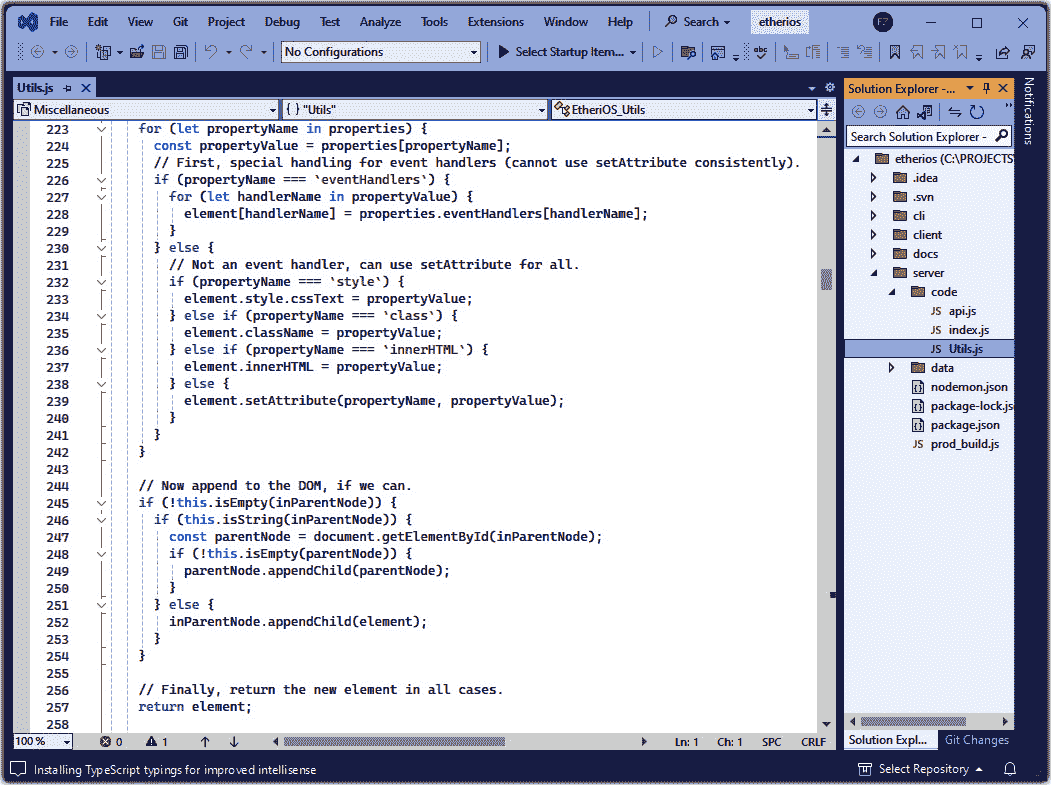 File Edit View Git Project Debug Test Analyze Tools Extensions Window Help Search etherios FZ
No Configurations Select Startup Item... abc
Utils.js
Miscellaneous { } "Utils" EtheriOS_Utils
223 for (let propertyName in properties) {
224 const propertyValue = properties[propertyName];
225 // First, special handling for event handlers (cannot use setAttribute consistently).
226 if (propertyName === `eventHandlers`) {
227 for (let handlerName in propertyValue) {
228 element[handlerName] = properties.eventHandlers[handlerName];
229 }
230 } else {
231 // Not an event handler, can use setAttribute for all.
232 if (propertyName === `style`) {
233 element.style.cssText = propertyValue;
234 } else if (propertyName === `class`) {
235 element.className = propertyValue;
236 } else if (propertyName === `innerHTML`) {
237 element.innerHTML = propertyValue;
238 } else {
239 element.setAttribute(propertyName, propertyValue);
240 }
241 }
242 }
243
244 // Now append to the DOM, if we can.
245 if (!this.isEmpty(inParentNode)) {
246 if (this.isString(inParentNode)) {
247 const parentNode = document.getElementById(inParentNode);
248 if (!this.isEmpty(parentNode)) {
249 parentNode.appendChild(parentNode);
250 }
251 } else {
252 inParentNode.appendChild(element);
253 }
254 }
255
256 // Finally, return the new element in all cases.
257 return element;
258
100 % 0 1 Ln: 1 Ch: 1 SPC CRLF
Solution Explorer -...
Search Solution Explorer -
etherios (C:\PROJECTS
.idea
.svn
cli
client
docs
server
code
JS api.js
JS index.js
JS Utils.js
data
nodemon.json
package-lock.js
package.json
JS prod_build.js
Solution Expl... Git Changes
Notifications
Installing TypeScript typings for improved intellisense Select Repository